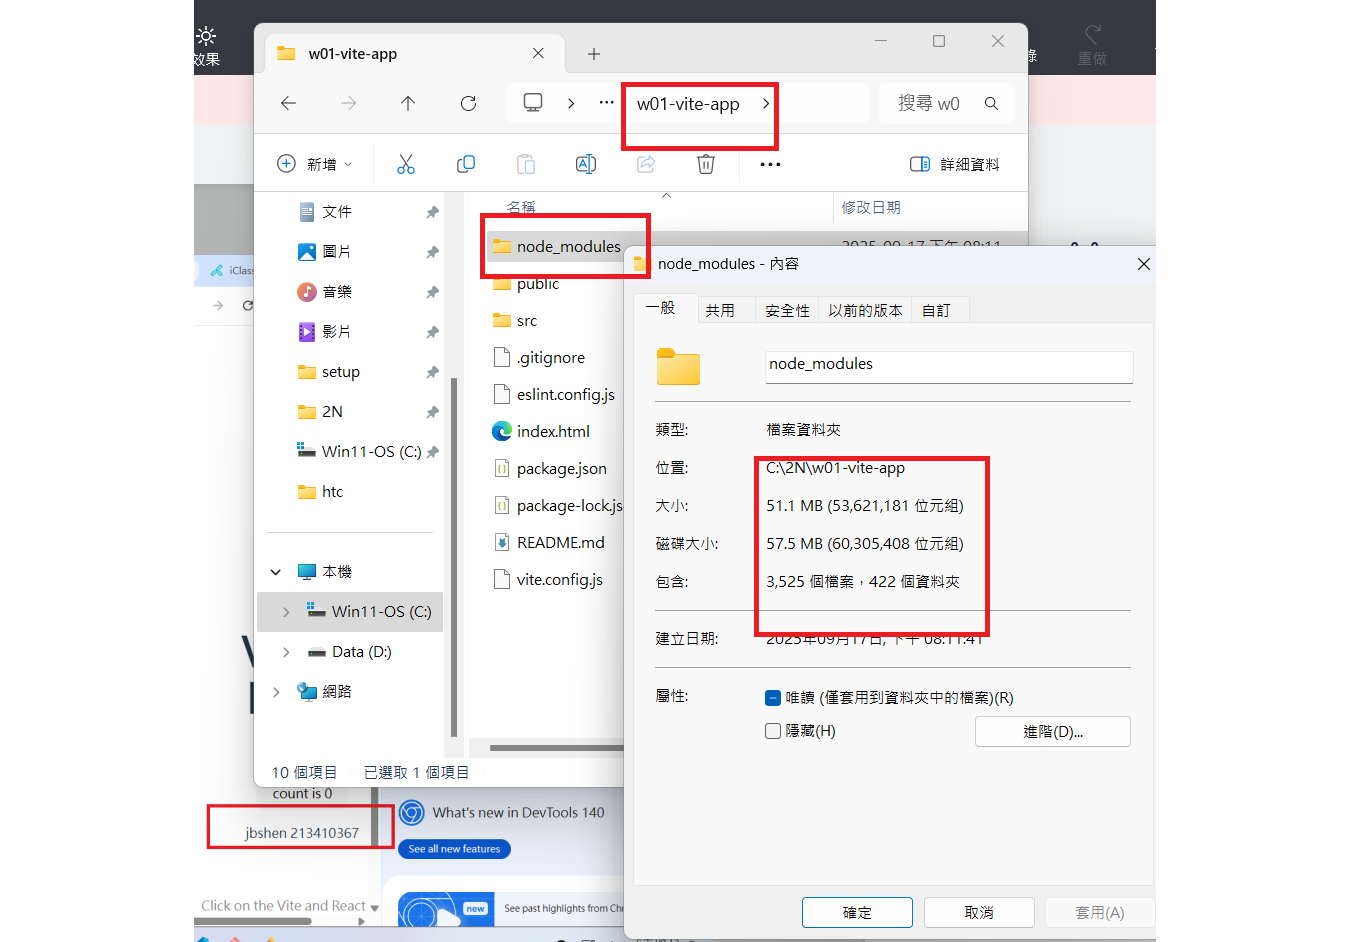 效果
w01-vite-app
重做
w01-vite-app
搜尋 w0
新增
詳細資料
文件
圖片
音樂
影片
setup
2N
Win11-OS (C:)
htc
本機
Win11-OS (C:)
Data (D:)
網路
名稱
修改日期
node_modules
2025-09-17 下午 08:11
public
src
.gitignore
eslint.config.js
index.html
package.json
package-lock.js
README.md
vite.config.js
10 個項目
已選取 1 個項目
node_modules - 內容
一般
共用
安全性
以前的版本
自訂
node_modules
類型:
檔案資料夾
位置:
C:\2N\w01-vite-app
大小:
51.1 MB (53,621,181 位元組)
磁碟大小:
57.5 MB (60,305,408 位元組)
包含:
3,525 個檔案，422 個資料夾
建立日期:
2025年09月17日, 下午 08:11:41
屬性:
唯讀 (僅套用到資料夾中的檔案)(R)
隱藏(H)
進階(D)...
確定
取消
套用(A)
iClass
count is 0
jbshen 213410367
Click on the Vite and React
What's new in DevTools 140
See all new features
new
See past highlights from Chr